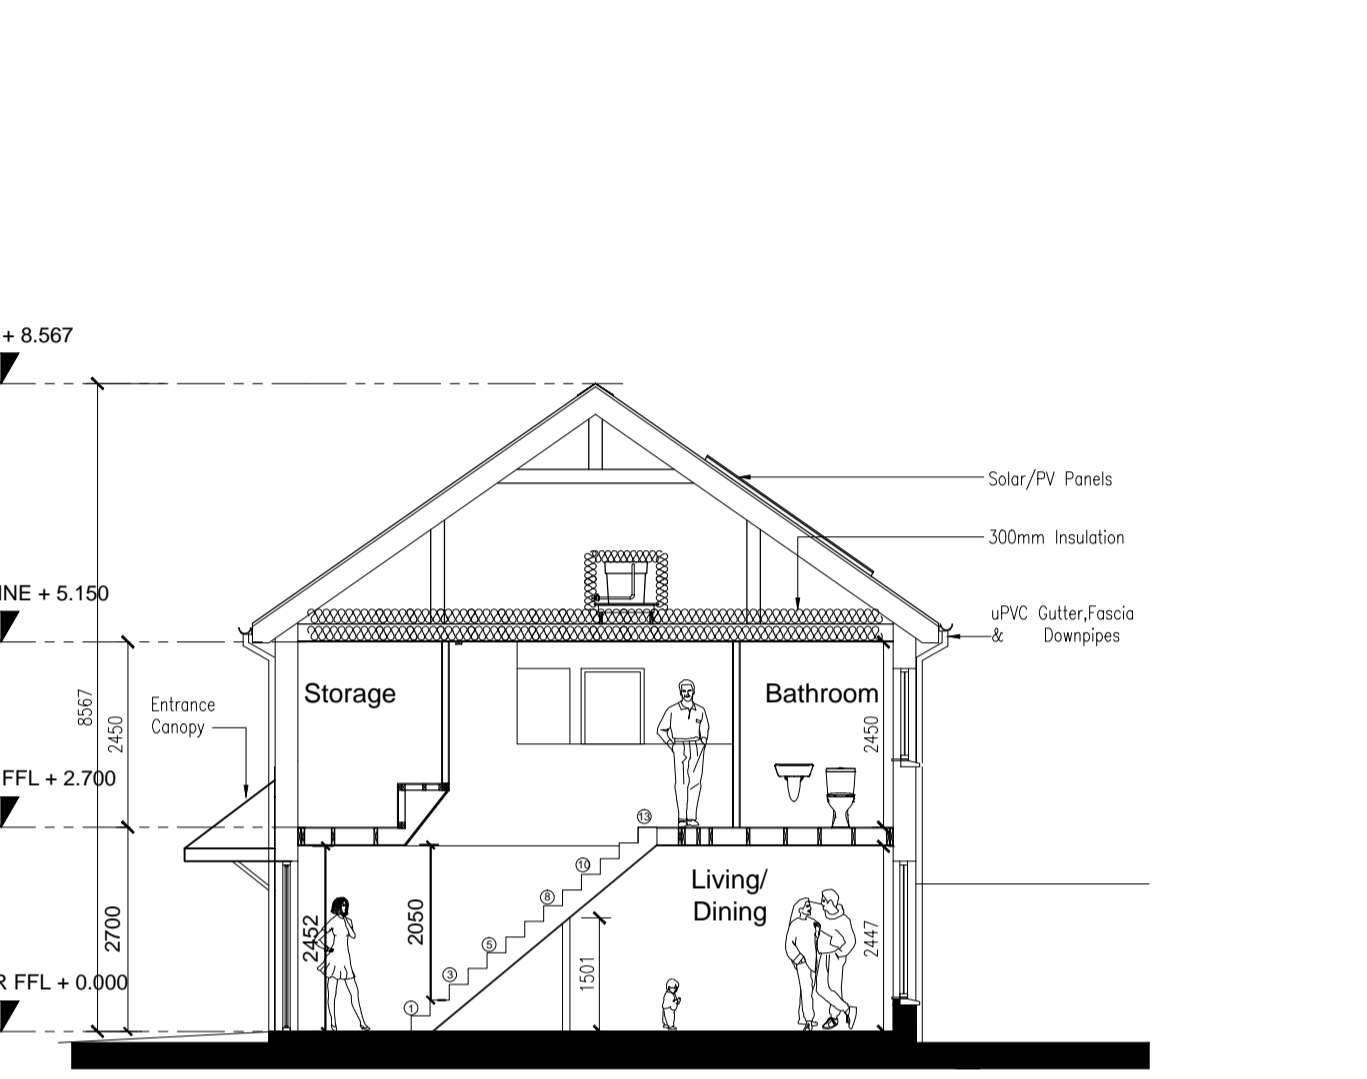 + 8.567
Solar/PV Panels
300mm Insulation
INE + 5.150
uPVC Gutter,Fascia
& Downpipes
8567
2450
Entrance
Canopy
Storage
Bathroom
2450
FFL + 2.700
13
10
8
5
3
1
Living/
Dining
2700
2452
2050
1501
2447
R FFL + 0.000